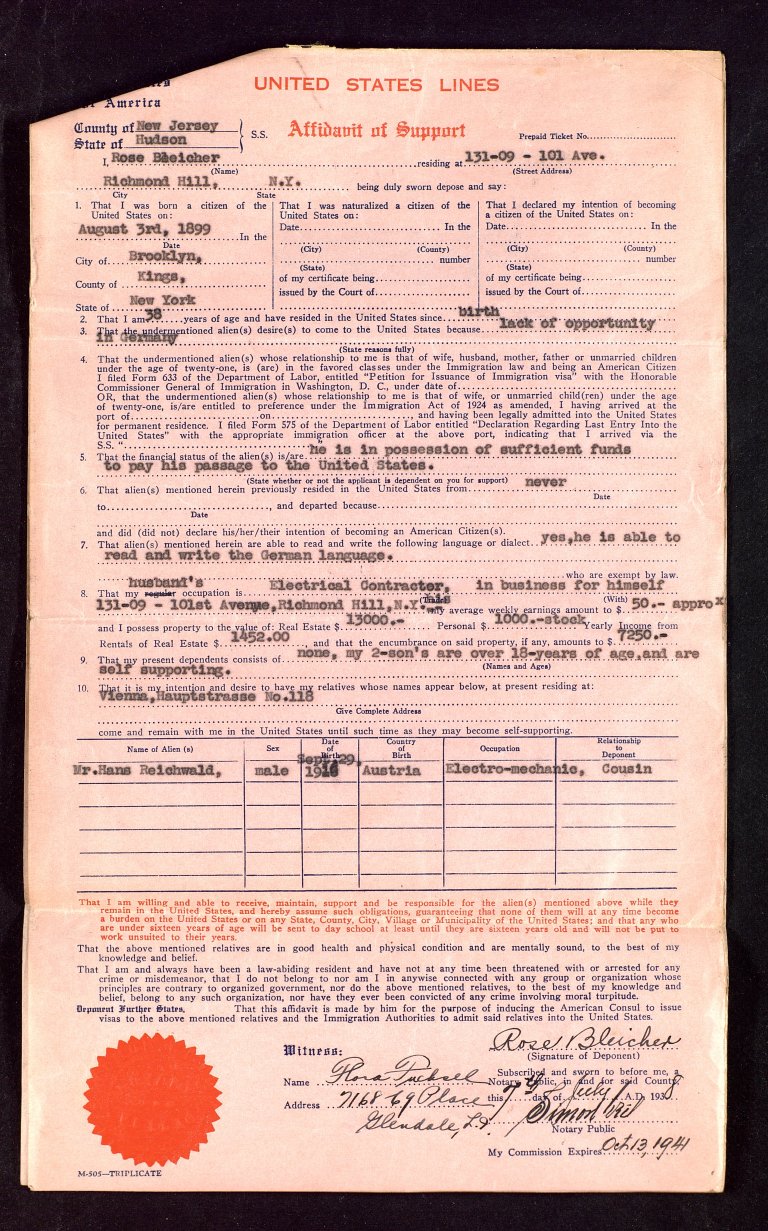 of America
UNITED STATES LINES
County of New Jersey
State of Hudson
S.S.
Affidavit of Support
Prepaid Ticket No.
I, Rose Bleicher residing at 131-09 - 101 Ave.
(Name) (Street Address)
Richmond Hill, N.Y. being duly sworn depose and say:
City State
1. That I was born a citizen of the United States on:
August 3rd, 1899 In the
Date
City of Brooklyn,
County of Kings,
State of New York
That I was naturalized a citizen of the United States on:
Date In the
(City) (County)
number
(State)
of my certificate being
issued by the Court of
That I declared my intention of becoming a citizen of the United States on:
Date In the
(City) (County)
number
(State)
of my certificate being
issued by the Court of
2. That I am 38 years of age and have resided in the United States since birth
3. That the undermentioned alien(s) desire(s) to come to the United States because lack of opportunity
in Germany
(State reasons fully)
4. That the undermentioned alien(s) whose relationship to me is that of wife, husband, mother, father or unmarried children
under the age of twenty-one, is (are) in the favored classes under the Immigration law and being an American Citizen
I filed Form 633 of the Department of Labor, entitled "Petition for Issuance of Immigration visa" with the Honorable
Commissioner General of Immigration in Washington, D. C., under date of
OR, that the undermentioned alien(s) whose relationship to me is that of wife, or unmarried child(ren) under the age
of twenty-one, is/are entitled to preference under the Immigration Act of 1924 as amended, I having arrived at the
port of on , and having been legally admitted into the United States
for permanent residence. I filed Form 575 of the Department of Labor entitled "Declaration Regarding Last Entry Into the
United States" with the appropriate immigration officer at the above port, indicating that I arrived via the
S.S. " "
5. That the financial status of the alien(s) is/are he is in possession of sufficient funds
to pay his passage to the United States.
(State whether or not the applicant is dependent on you for support)
6. That alien(s) mentioned herein previously resided in the United States from never
Date
to , and departed because
Date
and did (did not) declare his/her/their intention of becoming an American Citizen(s).
7. That alien(s) mentioned herein are able to read and write the following language or dialect yes,he is able to
read and write the German language.
who are exempt by law.
husband's
8. That my regular occupation is Electrical Contractor, in business for himself
(Trade) (With)
131-09 - 101st Avenue,Richmond Hill,N.Y. my average weekly earnings amount to $ 50.- approx
and I possess property to the value of: Real Estate $ 13000.- Personal $ 1000.-stock Yearly Income from
Rentals of Real Estate $ 1452.00 , and that the encumbrance on said property, if any, amounts to $ 7250.-
9. That my present dependents consists of none, my 2-son's are over 18-years of age,and are
self supporting.
(Names and Ages)
10. That it is my intention and desire to have my relatives whose names appear below, at present residing at:
Vienna,Hauptstrasse No.118
Give Complete Address
come and remain with me in the United States until such time as they may become self-supporting.
Name of Alien (s) Sex Date of Birth Country of Birth Occupation Relationship to Deponent
Mr.Hans Reichwald, male Sept.29, 1916 Austria Electro-mechanic, Cousin
That I am willing and able to receive, maintain, support and be responsible for the alien(s) mentioned above while they
remain in the United States, and hereby assume such obligations, guaranteeing that none of them will at any time become
a burden on the United States or on any State, County, City, Village or Municipality of the United States; and that any who
are under sixteen years of age will be sent to day school at least until they are sixteen years old and will not be put to
work unsuited to their years.
That the above mentioned relatives are in good health and physical condition and are mentally sound, to the best of my
knowledge and belief.
That I am and always have been a law-abiding resident and have not at any time been threatened with or arrested for any
crime or misdemeanor, that I do not belong to nor am I in anywise connected with any group or organization whose
principles are contrary to organized government, nor do the above mentioned relatives, to the best of my knowledge and
belief, belong to any such organization, nor have they ever been convicted of any crime involving moral turpitude.
Deponent Further States, That this affidavit is made by him for the purpose of inducing the American Consul to issue
visas to the above mentioned relatives and the Immigration Authorities to admit said relatives into the United States.
Rose Bleicher
(Signature of Deponent)
Witness:
Name Flora
Address 7168 69 Place
Glendale, L.I.
Subscribed and sworn to before me, a
Notary Public, in and for said County
this 7th day of July A.D. 1938
Simon
Notary Public
My Commission Expires Oct 13, 1941
M-505—TRIPLICATE